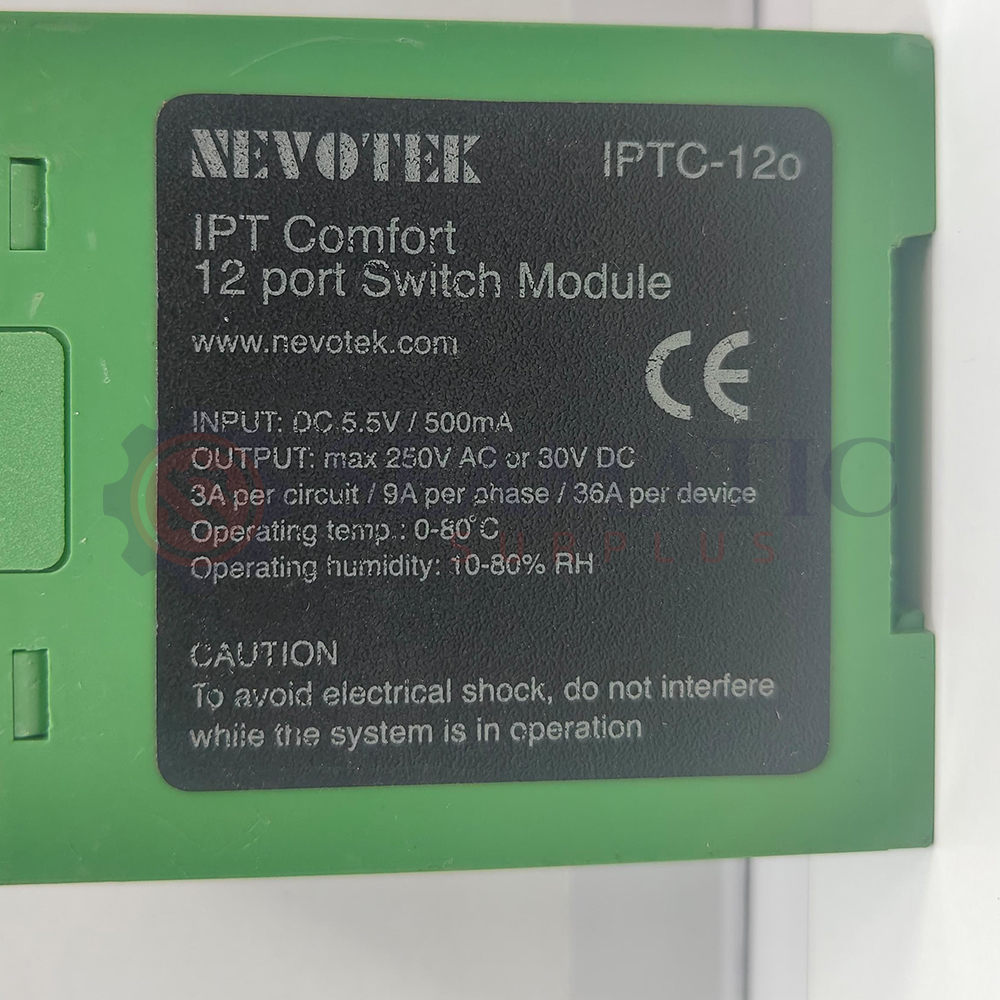 NEVOTEK IPTC-12o
IPT Comfort
12 port Switch Module
www.nevotek.com
CE
INPUT: DC 5.5V / 500mA
OUTPUT: max 250V AC or 30V DC
3A per circuit / 9A per phase / 36A per device
Operating temp.: 0-80°C
Operating humidity: 10-80% RH
SURPLUS
CAUTION
To avoid electrical shock, do not interfere
while the system is in operation